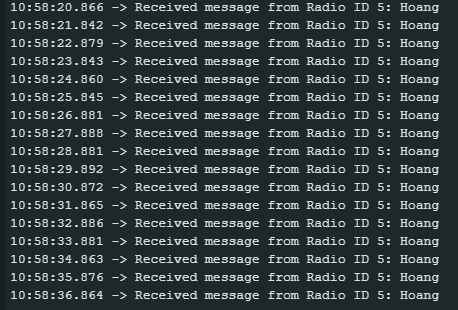 10:58:20.866 -> Received message from Radio ID 5: Hoang
10:58:21.842 -> Received message from Radio ID 5: Hoang
10:58:22.879 -> Received message from Radio ID 5: Hoang
10:58:23.843 -> Received message from Radio ID 5: Hoang
10:58:24.860 -> Received message from Radio ID 5: Hoang
10:58:25.845 -> Received message from Radio ID 5: Hoang
10:58:26.881 -> Received message from Radio ID 5: Hoang
10:58:27.888 -> Received message from Radio ID 5: Hoang
10:58:28.881 -> Received message from Radio ID 5: Hoang
10:58:29.892 -> Received message from Radio ID 5: Hoang
10:58:30.872 -> Received message from Radio ID 5: Hoang
10:58:31.865 -> Received message from Radio ID 5: Hoang
10:58:32.886 -> Received message from Radio ID 5: Hoang
10:58:33.881 -> Received message from Radio ID 5: Hoang
10:58:34.863 -> Received message from Radio ID 5: Hoang
10:58:35.876 -> Received message from Radio ID 5: Hoang
10:58:36.864 -> Received message from Radio ID 5: Hoang